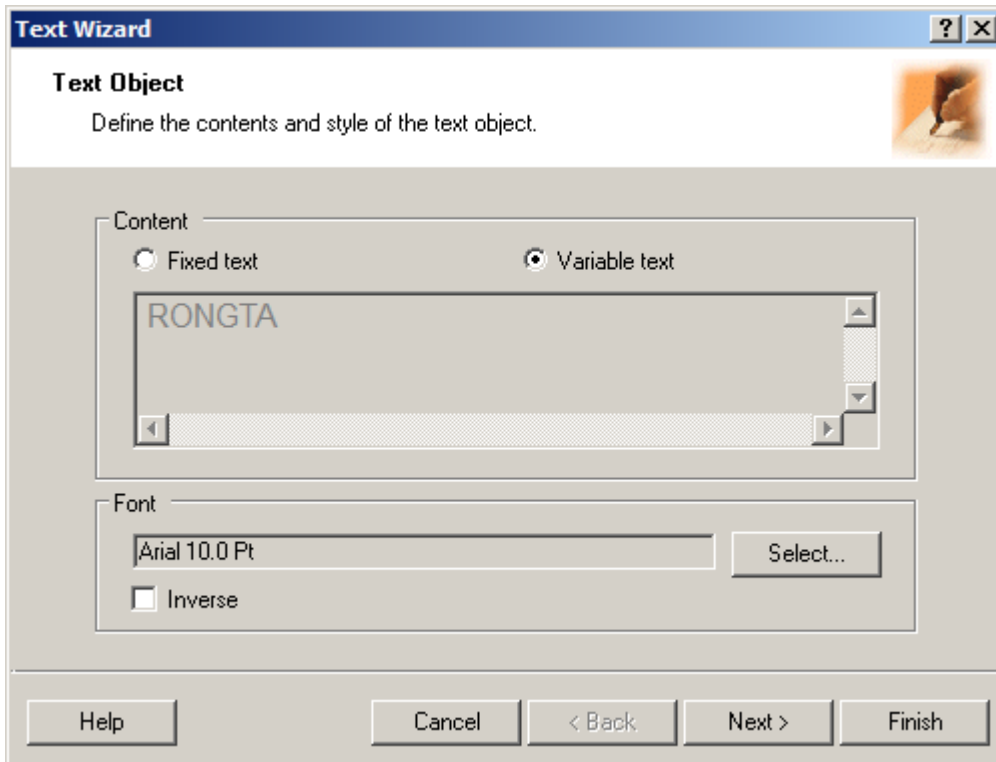 Text Wizard
Text Object
Define the contents and style of the text object.
Content
Fixed text Variable text
RONGTA
Font
Arial 10.0 Pt Select...
Inverse
Help Cancel < Back Next > Finish